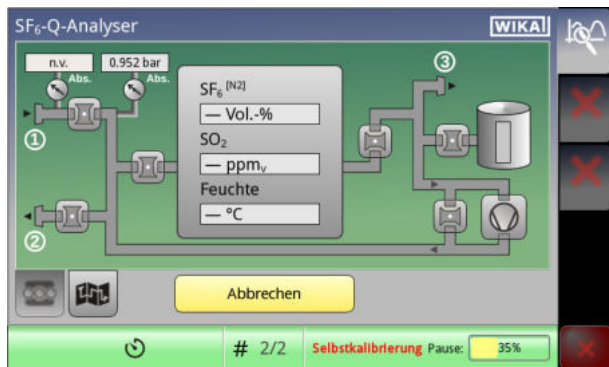 SF₆-Q-Analyser
WIKA
n.v.
0.952 bar
Abs.
Abs.
①
②
③
SF₆ [N2]
— Vol.-%
SO₂
— ppmᵥ
Feuchte
— °C
Abbrechen
# 2/2
Selbstkalibrierung Pause: 35%